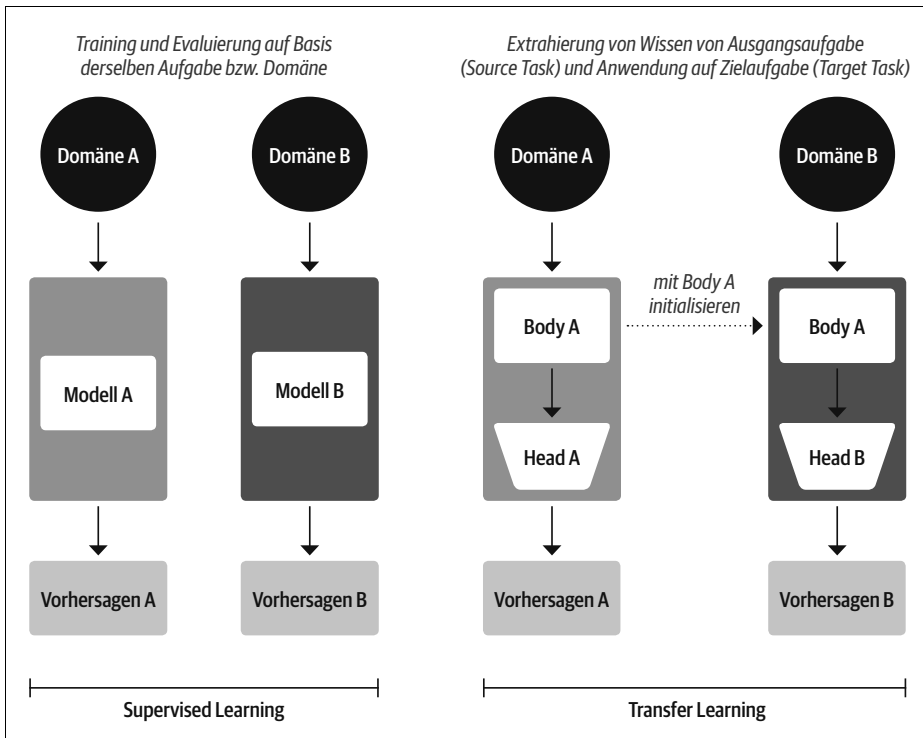 Training und Evaluierung auf Basis
derselben Aufgabe bzw. Domäne
Extrahierung von Wissen von Ausgangsaufgabe
(Source Task) und Anwendung auf Zielaufgabe (Target Task)
Domäne A
Domäne B
Domäne A
Domäne B
mit Body A
initialisieren
Modell A
Modell B
Body A
Body A
Head A
Head B
Vorhersagen A
Vorhersagen B
Vorhersagen A
Vorhersagen B
Supervised Learning
Transfer Learning